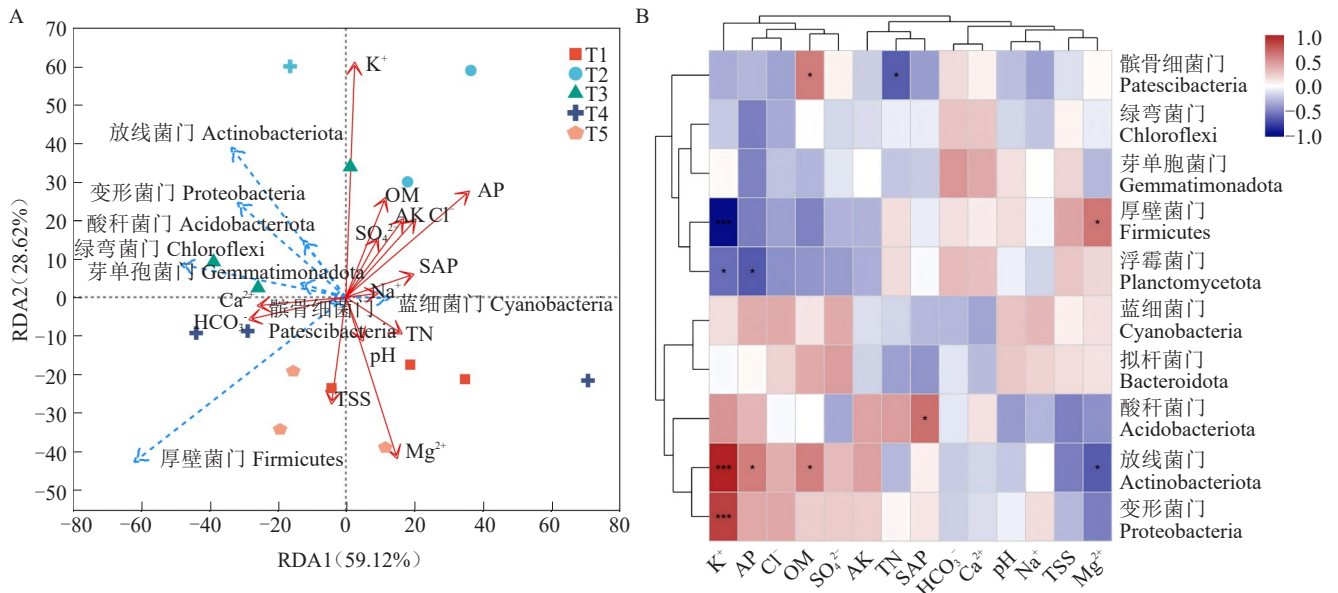 A
70
60
50
40
30
20
10
0
−10
−20
−30
−40
−50
RDA2(28.62%)
−80
−60
−40
−20
0
20
40
60
80
RDA1(59.12%)
T1
T2
T3
T4
T5
K⁺
放线菌门 Actinobacteriota
变形菌门 Proteobacteria
AP
OM
酸秆菌门 Acidobacteriota
AK Cl⁻
SO₄²⁻
绿弯菌门 Chloroflexi
芽单孢菌门 Gemmatimonadota
SAP
Na⁺
Ca²⁺
髌骨细菌门
Patescibacteria
蓝细菌门 Cyanobacteria
HCO₃⁻
TN
pH
TSS
Mg²⁺
厚壁菌门 Firmicutes
B
1.0
0.5
0
−0.5
−1.0
髌骨细菌门
Patescibacteria
绿弯菌门
Chloroflexi
芽单胞菌门
Gemmatimonadota
厚壁菌门
Firmicutes
浮霉菌门
Planctomycetota
蓝细菌门
Cyanobacteria
拟杆菌门
Bacteroidota
酸秆菌门
Acidobacteriota
放线菌门
Actinobacteriota
变形菌门
Proteobacteria
* *
*** *
* *
*
*** * * *
***
K⁺ AP Cl⁻ OM SO₄²⁻ AK TN SAP HCO₃⁻ Ca²⁺ pH Na⁺ TSS Mg²⁺